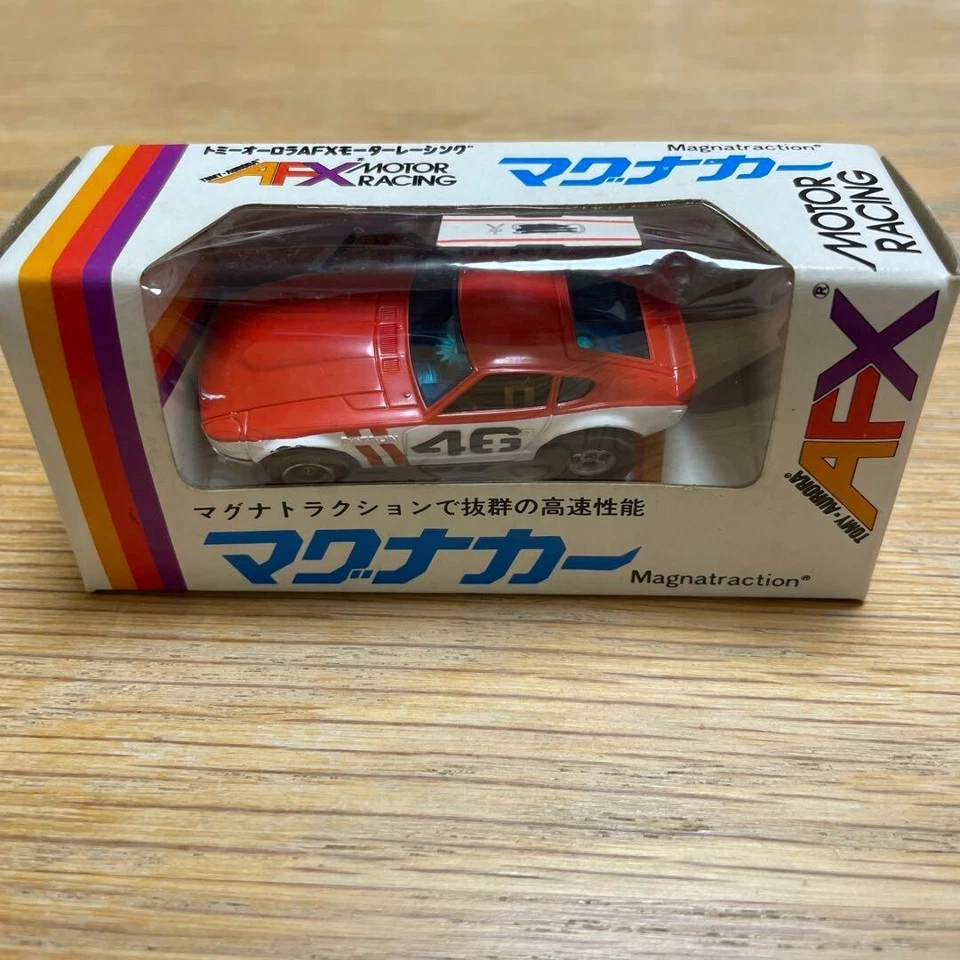 トミーオーロラAFXモーターレーシング
TOMY-AURORA
AFX® MOTOR
RACING
Magnatraction®
マグナカー
MOTOR
RACING
¥
46
マグナトラクションで抜群の高速性能
マグナカー
Magnatraction®
AFX®
TOMY-AURORA®